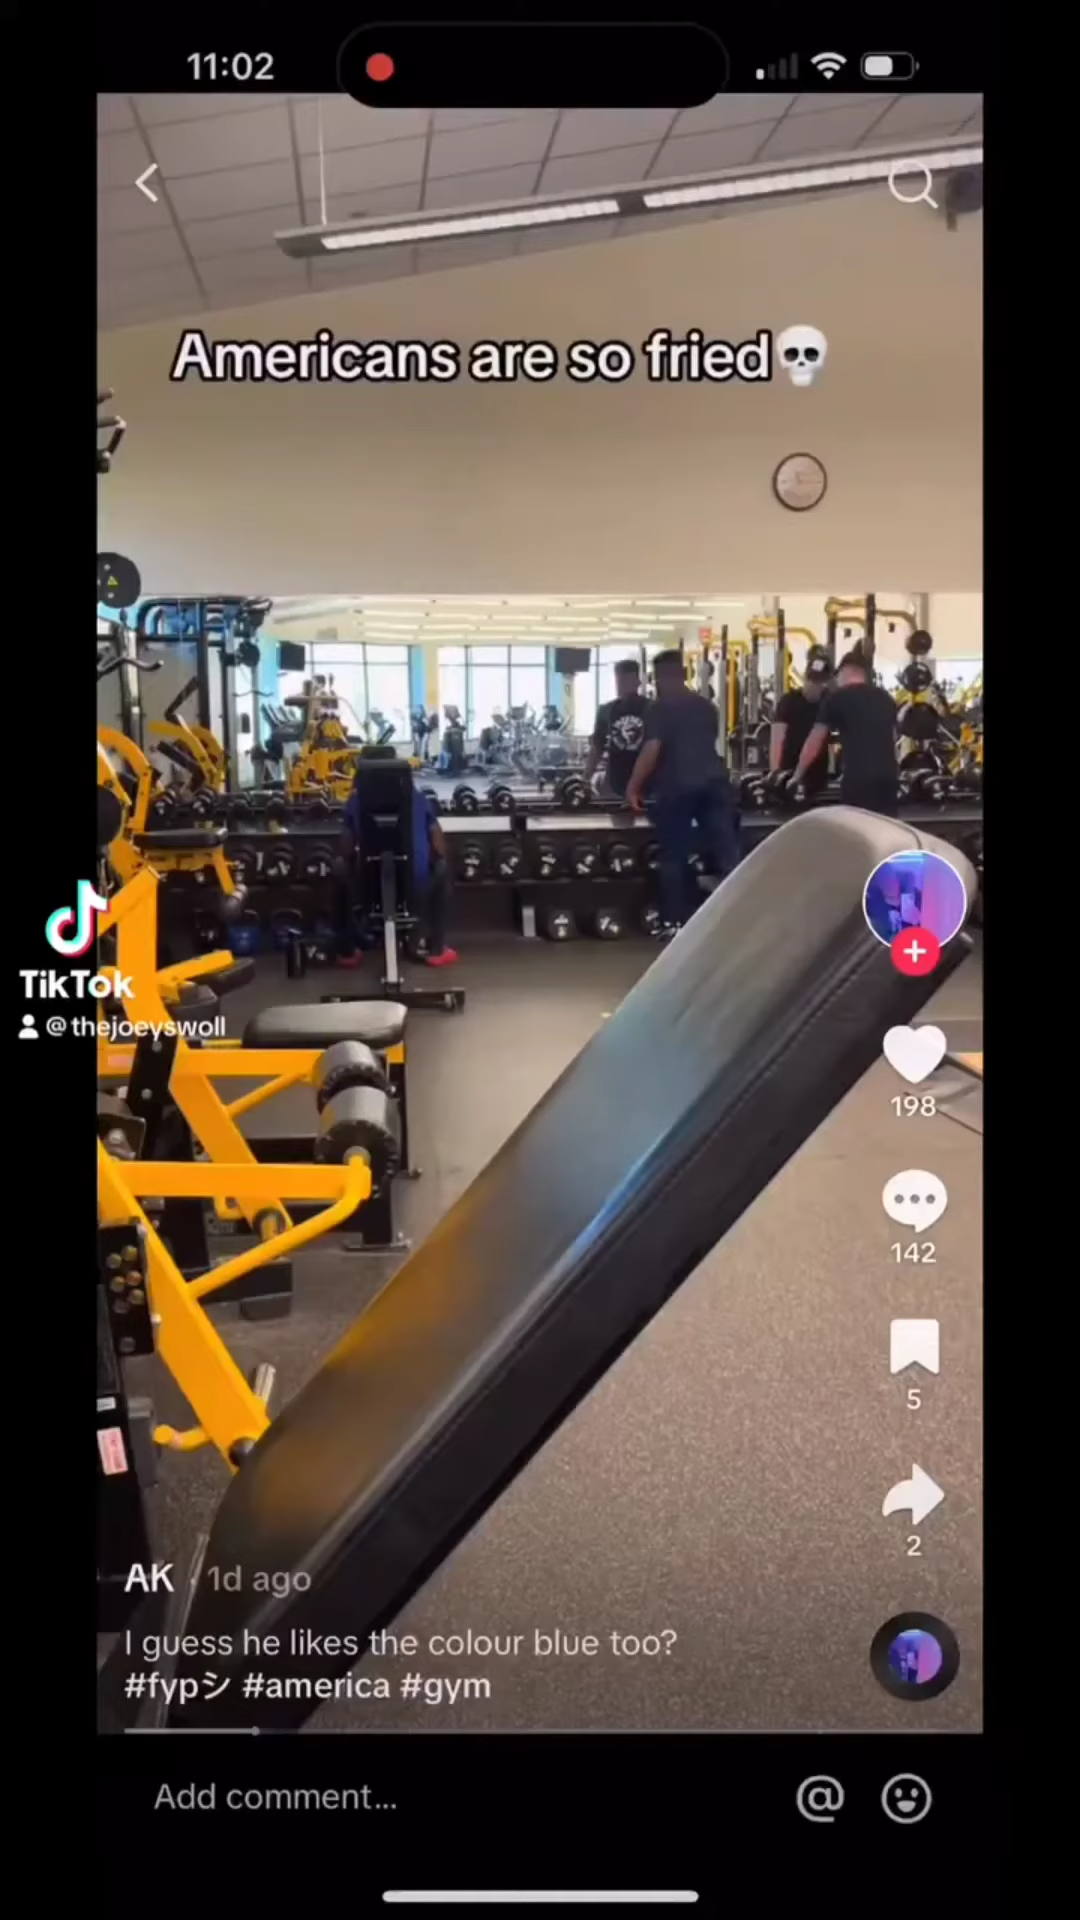 11:02
Americans are so fried💀
TikTok
@thejoeyswoll
198
142
5
2
AK · 1d ago
I guess he likes the colour blue too?
#fypシ #america #gym
Add comment...